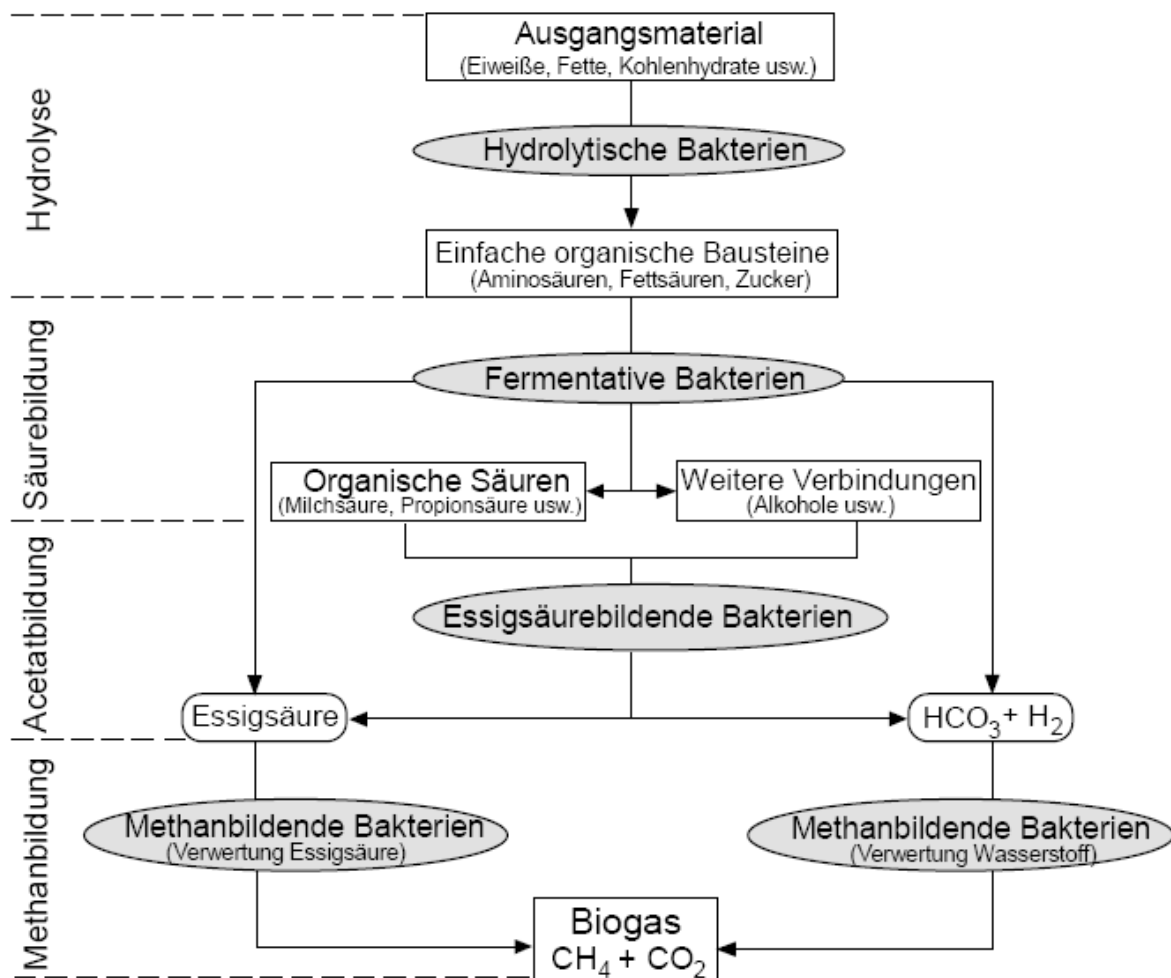 Ausgangsmaterial
(Eiweiße, Fette, Kohlenhydrate usw.)
Hydrolyse
Hydrolytische Bakterien
Einfache organische Bausteine
(Aminosäuren, Fettsäuren, Zucker)
Säurebildung
Fermentative Bakterien
Organische Säuren
(Milchsäure, Propionsäure usw.)
Weitere Verbindungen
(Alkohole usw.)
Acetatbildung
Essigsäurebildende Bakterien
Essigsäure
HCO₃ + H₂
Methanbildung
Methanbildende Bakterien
(Verwertung Essigsäure)
Methanbildende Bakterien
(Verwertung Wasserstoff)
Biogas
CH₄ + CO₂